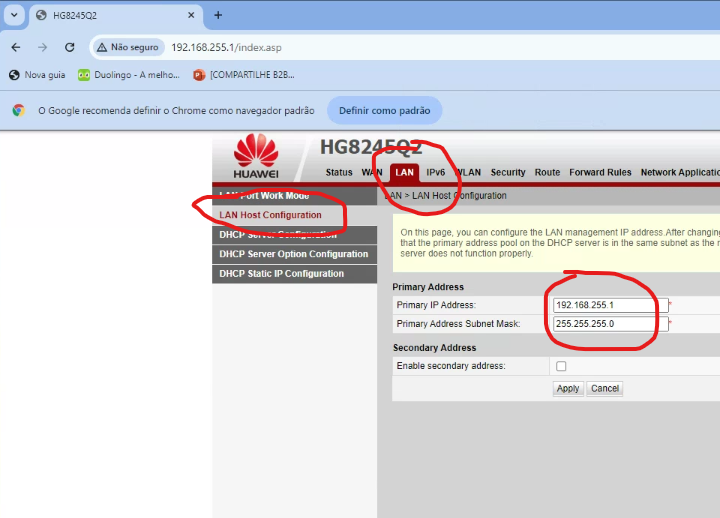 HG8245Q2
Não seguro 192.168.255.1/index.asp
Nova guia Duolingo - A melho... [COMPARTILHE B2B...
O Google recomenda definir o Chrome como navegador padrão Definir como padrão
HUAWEI
HG8245Q2
Status WAN LAN IPv6 WLAN Security Route Forward Rules Network Applicatio
LAN Port Work Mode
LAN Host Configuration
DHCP Server Configuration
DHCP Server Option Configuration
DHCP Static IP Configuration
LAN > LAN Host Configuration
On this page, you can configure the LAN management IP address.After changing
that the primary address pool on the DHCP server is in the same subnet as the
server does not function properly.
Primary Address
Primary IP Address: 192.168.255.1 *
Primary Address Subnet Mask: 255.255.255.0 *
Secondary Address
Enable secondary address:
Apply Cancel